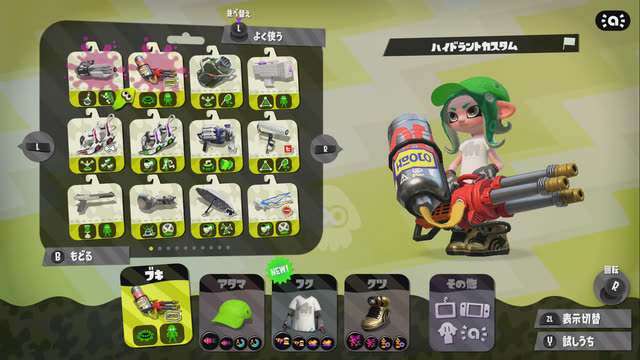 並べ替え
L
よく使う
ハイドラントカスタム
L
R
B もどる
ブキ
アタマ
NEW!
フク
クツ
その他
回転
R
ZL 表示切替
Y 試しうち